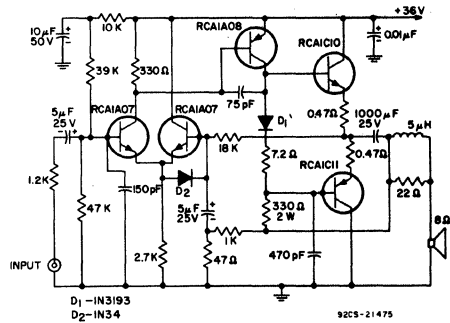 +36V
10µF
50V
10K
RCA1A08
RCA1C10
0.01µF
39K
330Ω
RCA1A07
RCA1A07
75pF
0.47Ω
1000µF
25V
5µH
5µF
25V
D1
18K
7.2Ω
0.47Ω
RCA1C11
1.2K
150pF
D2
5µF
25V
330Ω
2W
22Ω
8Ω
47K
1K
INPUT
2.7K
47Ω
470pF
D1-1N3193
D2-1N34
92CS-21475